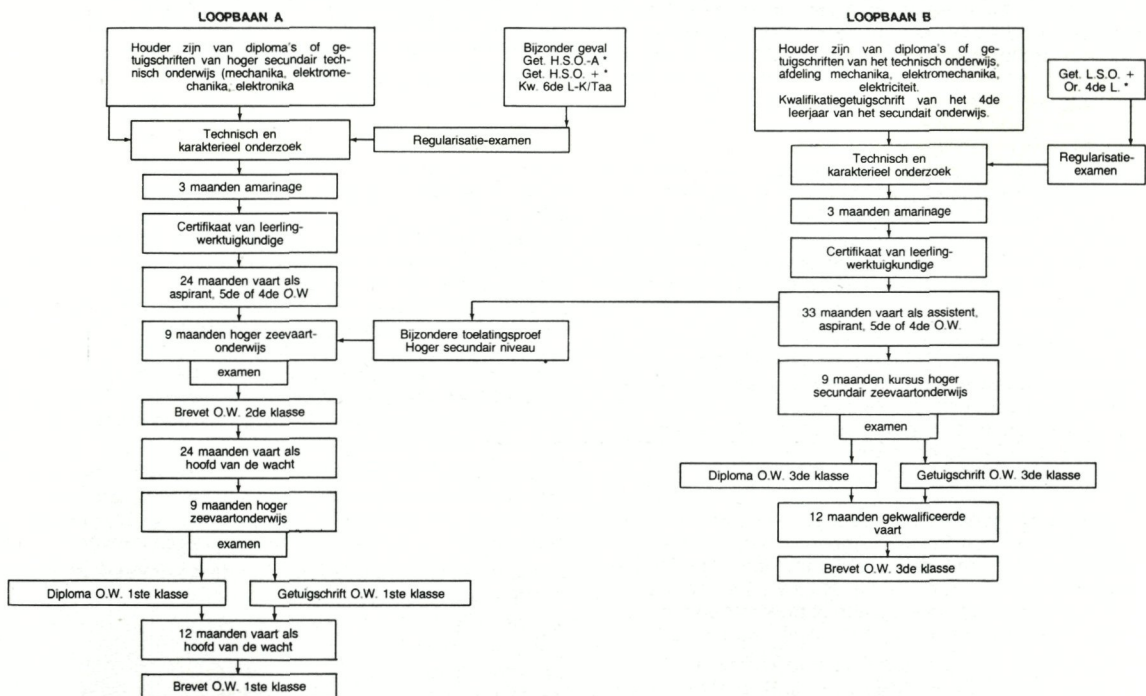 LOOPBAAN A
Houder zijn van diploma's of ge-
tuigschriften van hoger secundair tech-
nisch onderwijs (mechanika, elektrome-
chanika, elektronika
Bijzonder geval
Get. H.S.O.-A *
Get. H.S.O. + *
Kw. 6de L-K/Taa
Technisch en
karakterieel onderzoek
Regularisatie-examen
3 maanden amarinage
Certifikaat van leerling-
werktuigkundige
24 maanden vaart als
aspirant, 5de of 4de O.W
9 maanden hoger zeevaart-
onderwijs
Bijzondere toelatingsproef
Hoger secundair niveau
examen
Brevet O.W. 2de klasse
24 maanden vaart als
hoofd van de wacht
9 maanden hoger
zeevaartonderwijs
examen
Diploma O.W. 1ste klasse
Getuigschrift O.W. 1ste klasse
12 maanden vaart als
hoofd van de wacht
Brevet O.W. 1ste klasse
LOOPBAAN B
Houder zijn van diploma's of ge-
tuigschriften van het technisch onderwijs,
afdeling mechanika, elektromechanika,
elektriciteit.
Kwalifikatiegetuigschrift van het 4de
leerjaar van het secundait onderwijs.
Get. L.S.O. +
Or. 4de L. *
Technisch en
karakterieel onderzoek
Regularisatie-
examen
3 maanden amarinage
Certifikaat van leerling-
werktuigkundige
33 maanden vaart als assistent,
aspirant, 5de of 4de O.W.
9 maanden kursus hoger
secundair zeevaartonderwijs
examen
Diploma O.W. 3de klasse
Getuigschrift O.W. 3de klasse
12 maanden gekwalificeerde
vaart
Brevet O.W. 3de klasse